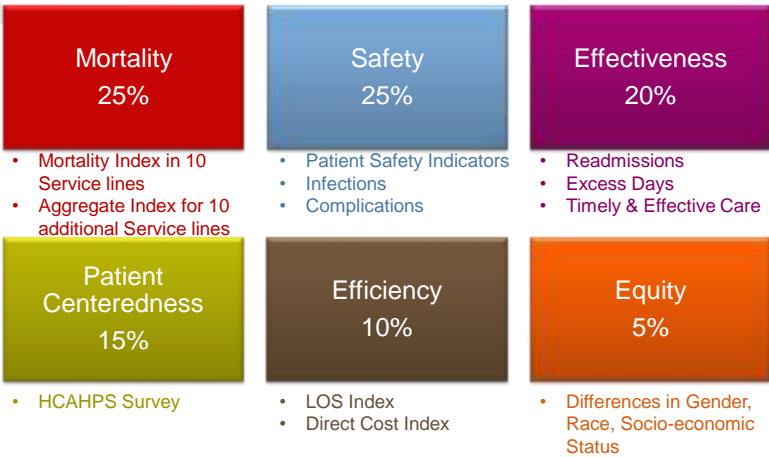 Mortality
25%
Safety
25%
Effectiveness
20%
• Mortality Index in 10
Service lines
• Aggregate Index for 10
additional Service lines
• Patient Safety Indicators
• Infections
• Complications
• Readmissions
• Excess Days
• Timely & Effective Care
Patient
Centeredness
15%
Efficiency
10%
Equity
5%
• HCAHPS Survey
• LOS Index
• Direct Cost Index
• Differences in Gender,
Race, Socio-economic
Status